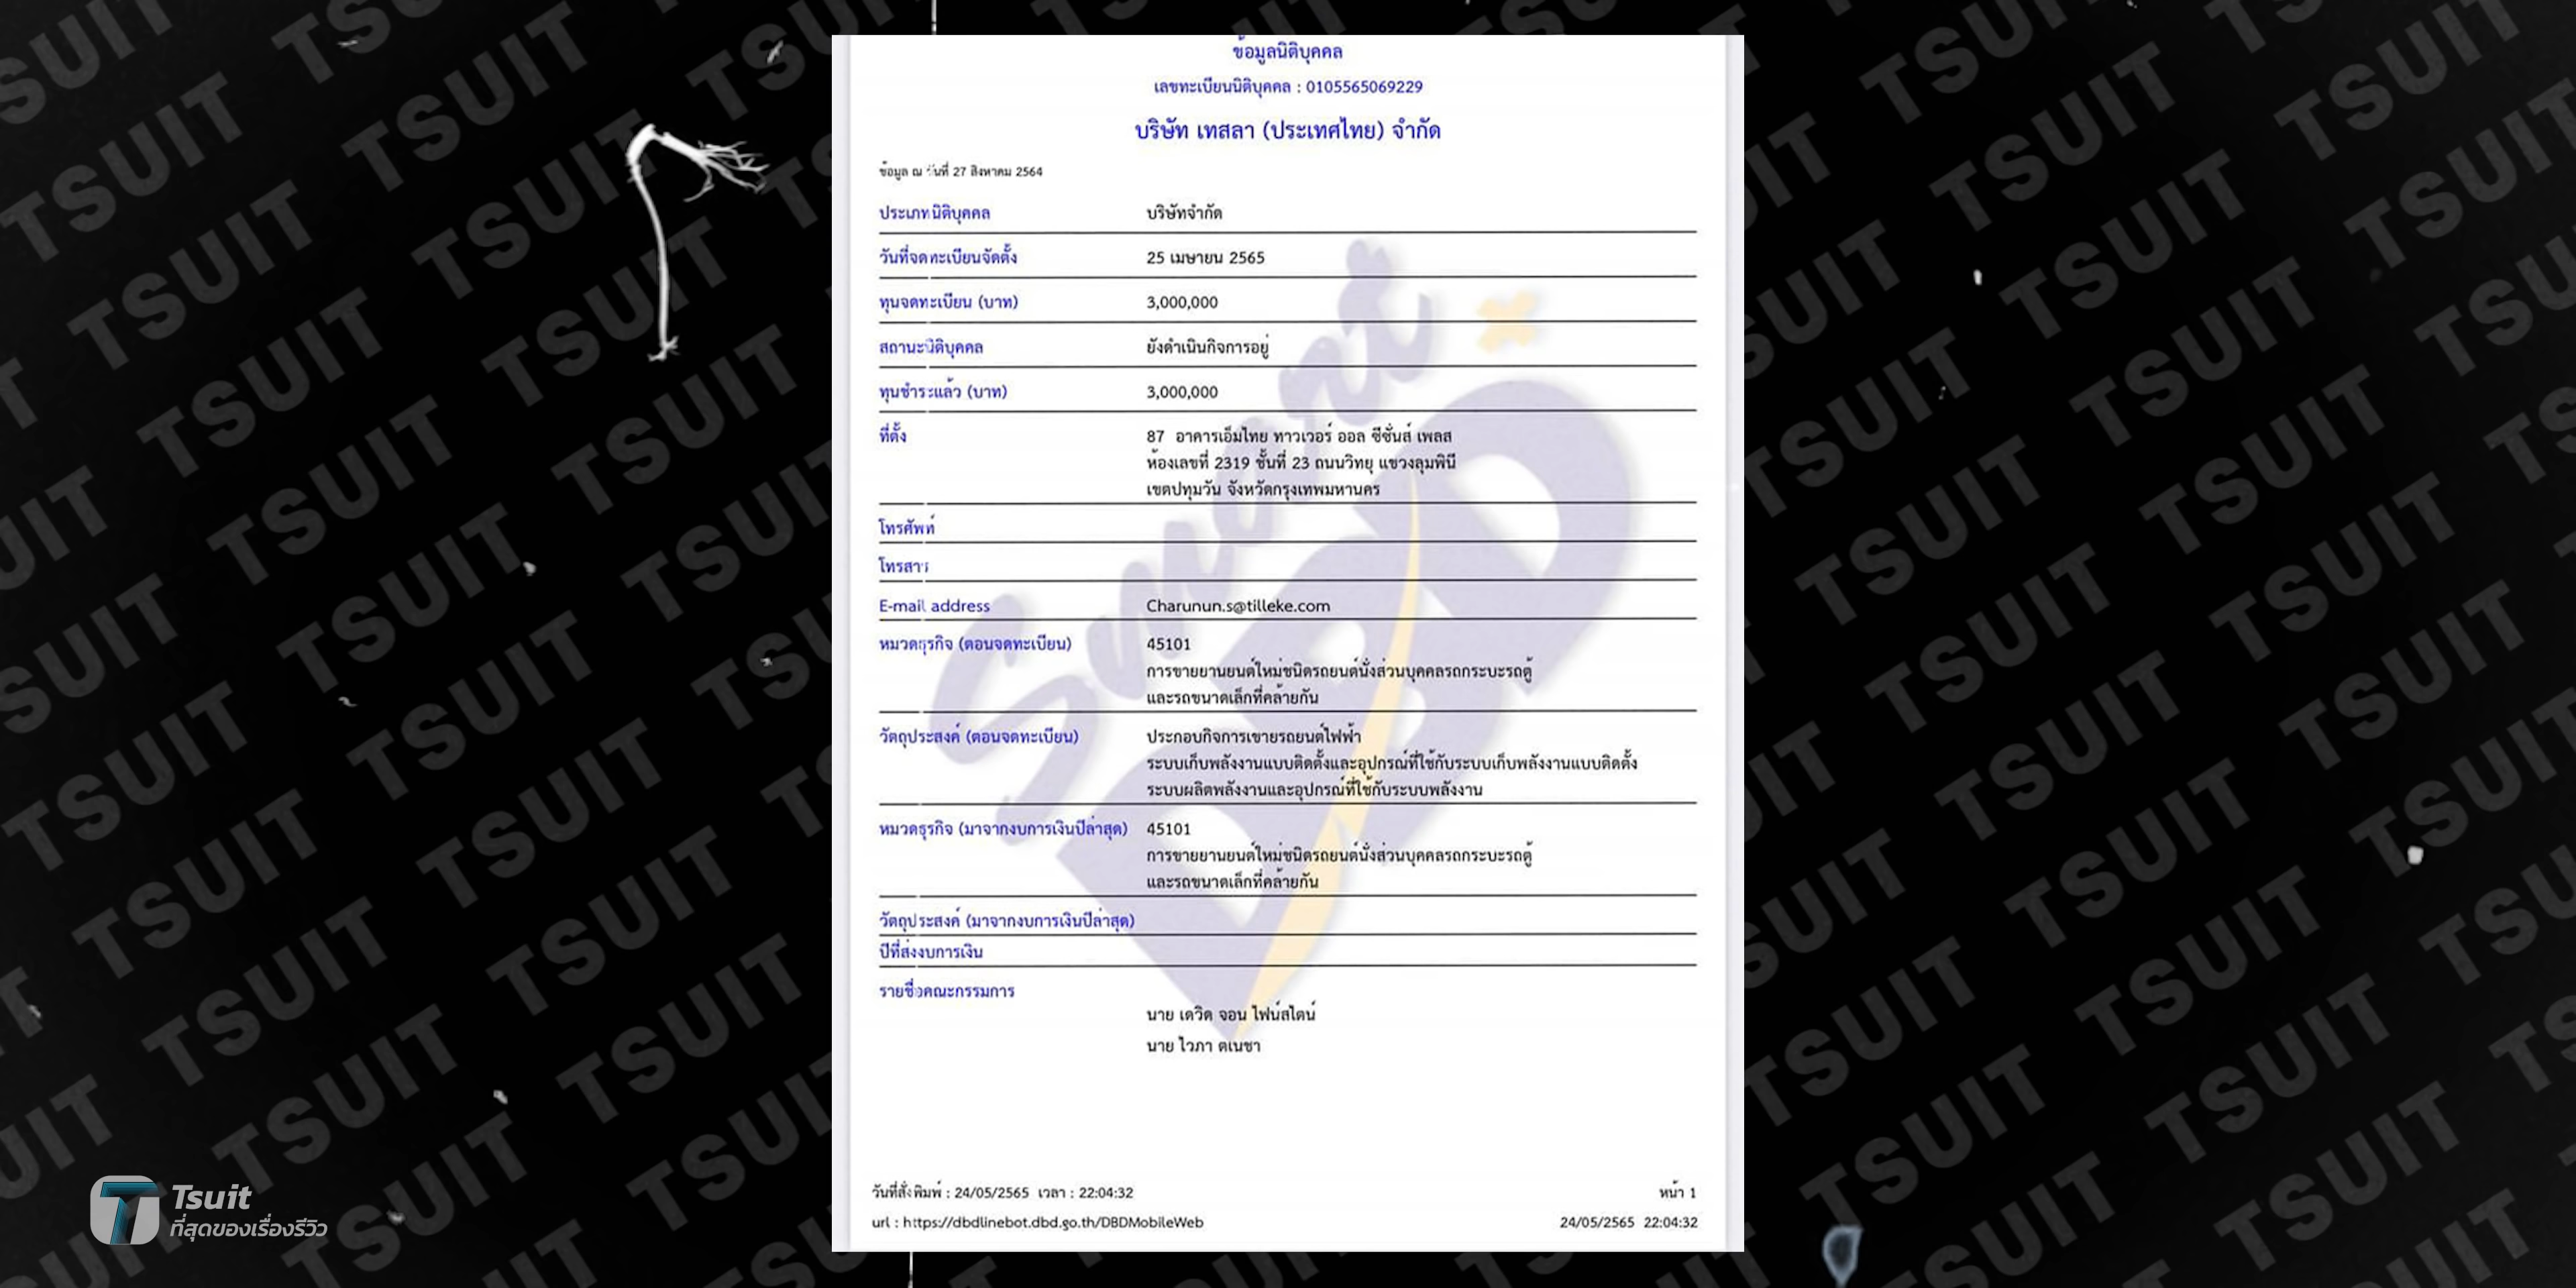 ข้อมูลนิติบุคคล
เลขทะเบียนนิติบุคคล : 0105565069229
บริษัท เทสลา (ประเทศไทย) จำกัด
ข้อมูล ณ วันที่ 27 สิงหาคม 2564
ประเภทนิติบุคคล บริษัทจำกัด
วันที่จดทะเบียนจัดตั้ง 25 เมษายน 2565
ทุนจดทะเบียน (บาท) 3,000,000
สถานะนิติบุคคล ยังดำเนินกิจการอยู่
ทุนชำระแล้ว (บาท) 3,000,000
ที่ตั้ง 87 อาคารเอ็มไทย ทาวเวอร์ ออล ซีซั่นส์ เพลส
ห้องเลขที่ 2319 ชั้นที่ 23 ถนนวิทยุ แขวงลุมพินี
เขตปทุมวัน จังหวัดกรุงเทพมหานคร
โทรศัพท์
โทรสาร
E-mail address Charunun.s@tilleke.com
หมวดธุรกิจ (ตอนจดทะเบียน) 45101
การขายยานยนต์ใหม่ชนิดรถยนต์นั่งส่วนบุคคลรถกระบะรถตู้
และรถขนาดเล็กที่คล้ายกัน
วัตถุประสงค์ (ตอนจดทะเบียน) ประกอบกิจการเขายรถยนต์ไฟฟ้า
ระบบเก็บพลังงานแบบติดตั้งและอุปกรณ์ที่ใช้กับระบบเก็บพลังงานแบบติดตั้ง
ระบบผลิตพลังงานและอุปกรณ์ที่ใช้กับระบบพลังงาน
หมวดธุรกิจ (มาจากงบการเงินปีล่าสุด) 45101
การขายยานยนต์ใหม่ชนิดรถยนต์นั่งส่วนบุคคลรถกระบะรถตู้
และรถขนาดเล็กที่คล้ายกัน
วัตถุประสงค์ (มาจากงบการเงินปีล่าสุด)
ปีที่ส่งงบการเงิน
รายชื่อคณะกรรมการ
นาย เดวิด จอน ไฟน์สไตน์
นาย ไวภา ตเนชา
วันที่สั่งพิมพ์ : 24/05/2565 เวลา : 22:04:32 หน้า 1
url : https://dbdlinebot.dbd.go.th/DBDMobileWeb 24/05/2565 22:04:32
Smart DBD
Tsuit
ที่สุดของเรื่องรีวิว
TSUIT